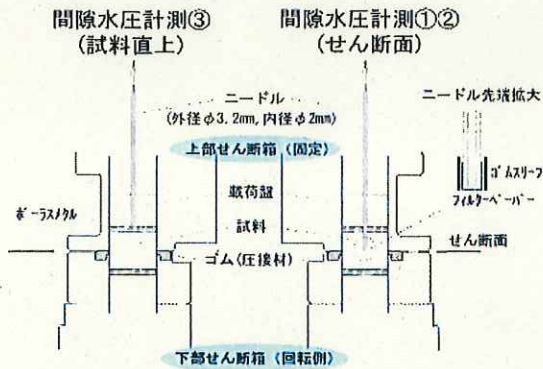 間隙水圧計測③
(試料直上)
間隙水圧計測①②
(せん断面)
ニードル
(外径φ3.2mm,内径φ2mm)
ニードル先端拡大
上部せん断箱（固定）
ゴムスリーブ
載荷盤
フィルターペーパー
ポーラスメタル
試料
せん断面
ゴム(圧接材)
下部せん断箱（回転側）